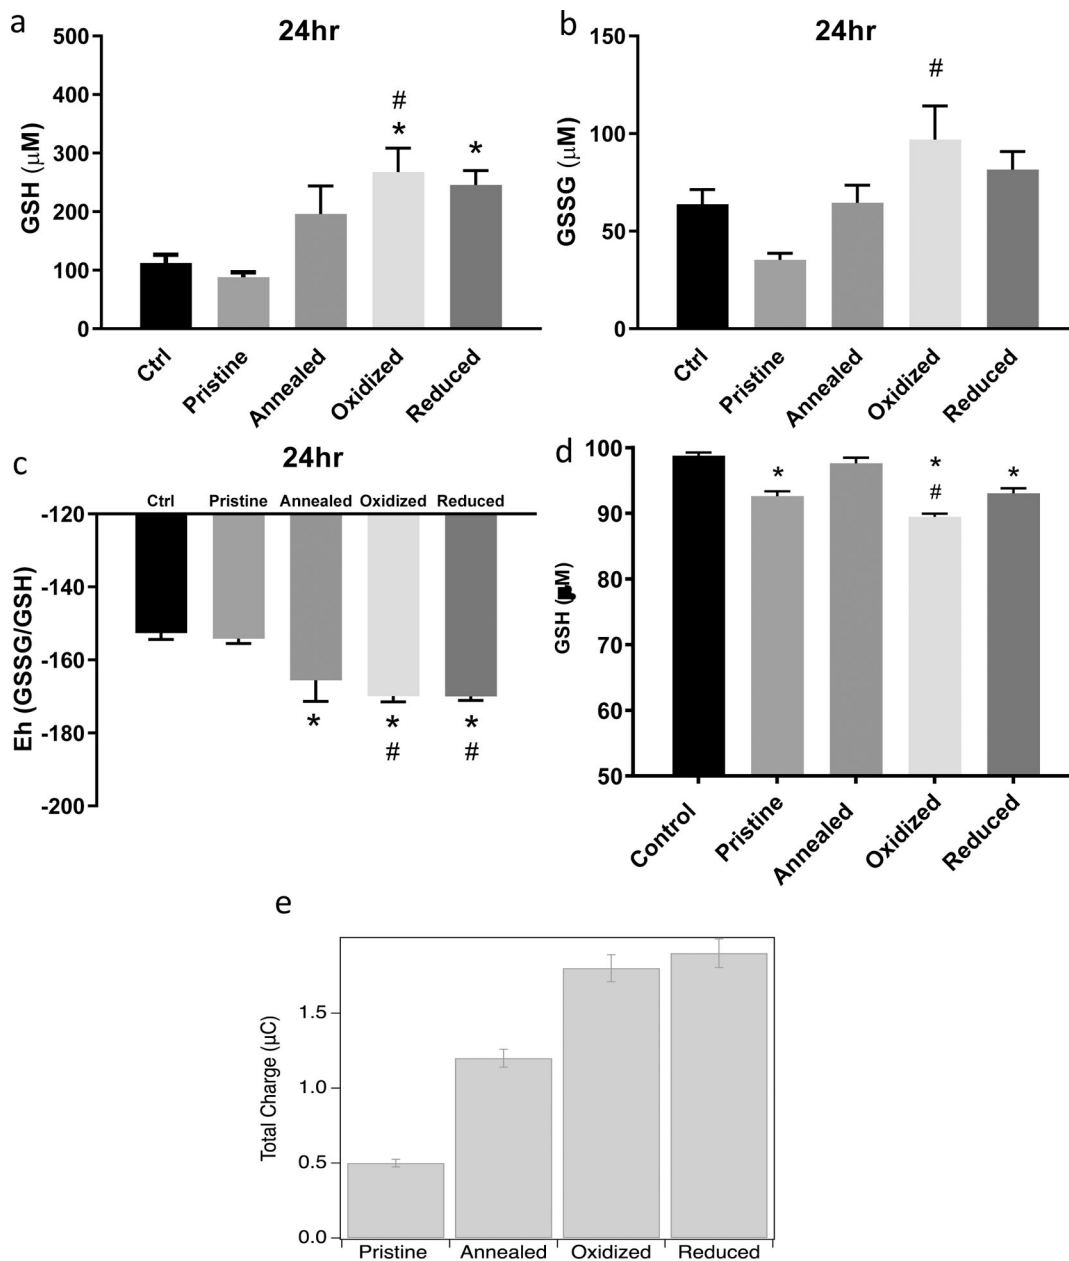 a
24hr
500
400
300
200
100
0
GSH (μM)
#
*
*
Ctrl
Pristine
Annealed
Oxidized
Reduced
b
24hr
150
100
50
0
GSSG (μM)
#
Ctrl
Pristine
Annealed
Oxidized
Reduced
c
24hr
Ctrl Pristine Annealed Oxidized Reduced
-120
-140
-160
-180
-200
Eh (GSSG/GSH)
* * *
# #
d
100
90
80
70
60
50
GSH (μM)
* * *
#
Control
Pristine
Annealed
Oxidized
Reduced
e
1.5
1.0
0.5
0.0
Total Charge (μC)
Pristine Annealed Oxidized Reduced